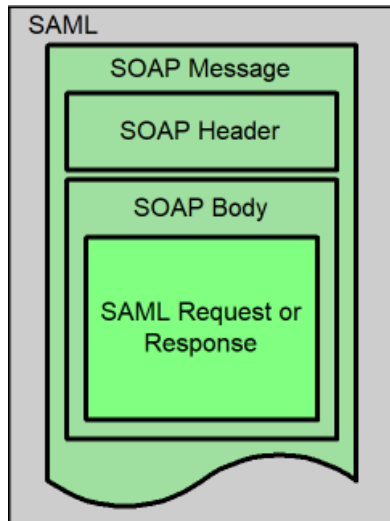 SAML
SOAP Message
SOAP Header
SOAP Body
SAML Request or
Response